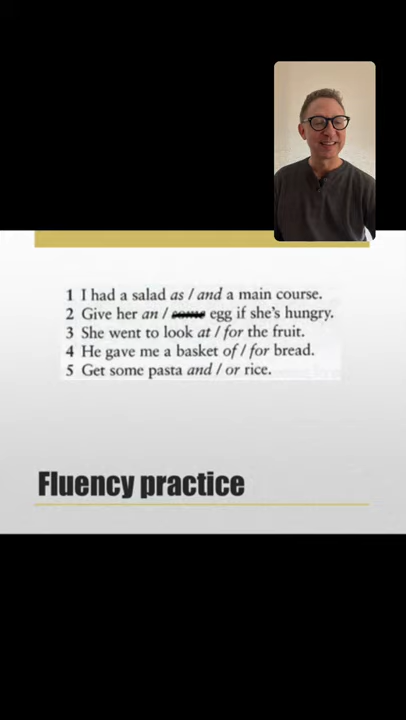 1 I had a salad as / and a main course.
2 Give her an / some egg if she's hungry.
3 She went to look at / for the fruit.
4 He gave me a basket of / for bread.
5 Get some pasta and / or rice.
Fluency practice